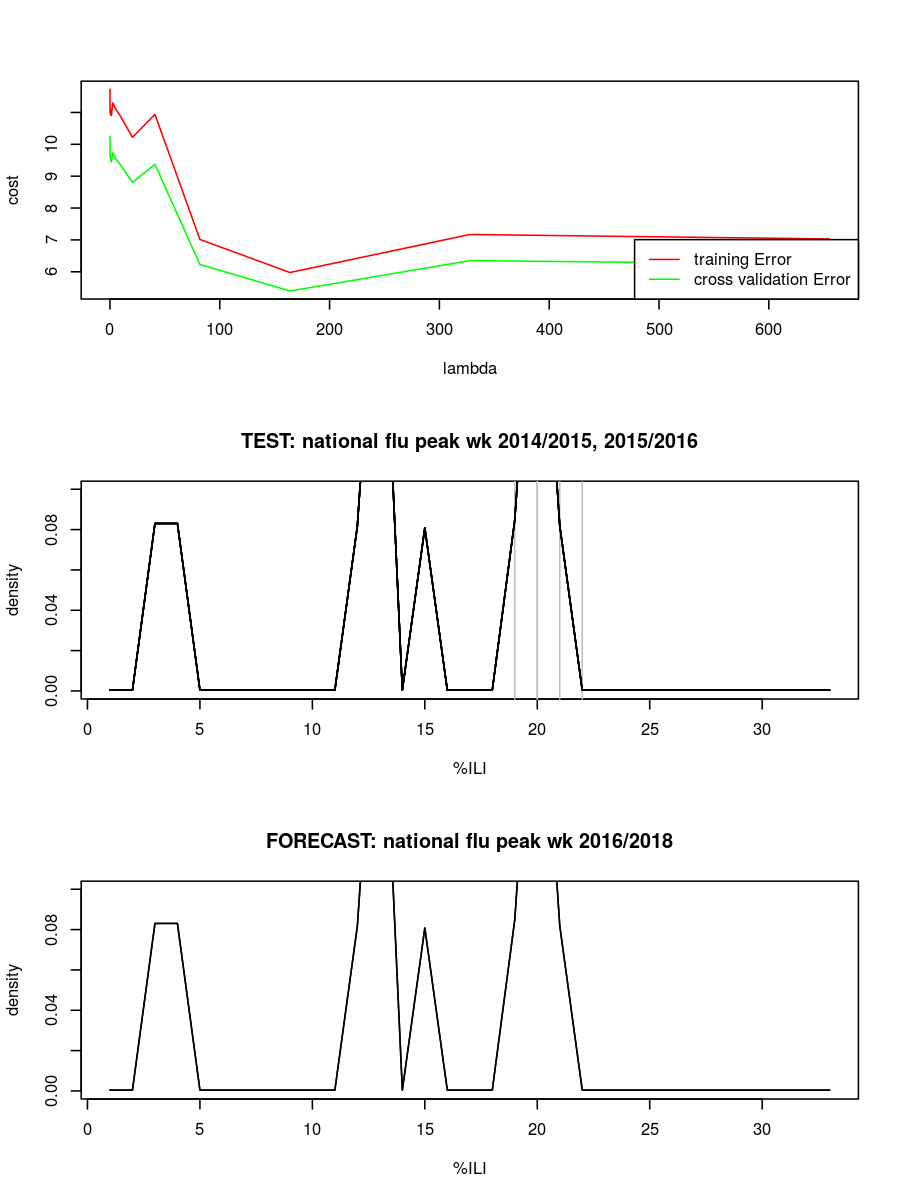 cost
6 7 8 9 10
training Error
cross validation Error
0 100 200 300 400 500 600
lambda
TEST: national flu peak wk 2014/2015, 2015/2016
density
0.00 0.04 0.08
0 5 10 15 20 25 30
%ILI
FORECAST: national flu peak wk 2016/2018
density
0.00 0.04 0.08
0 5 10 15 20 25 30
%ILI